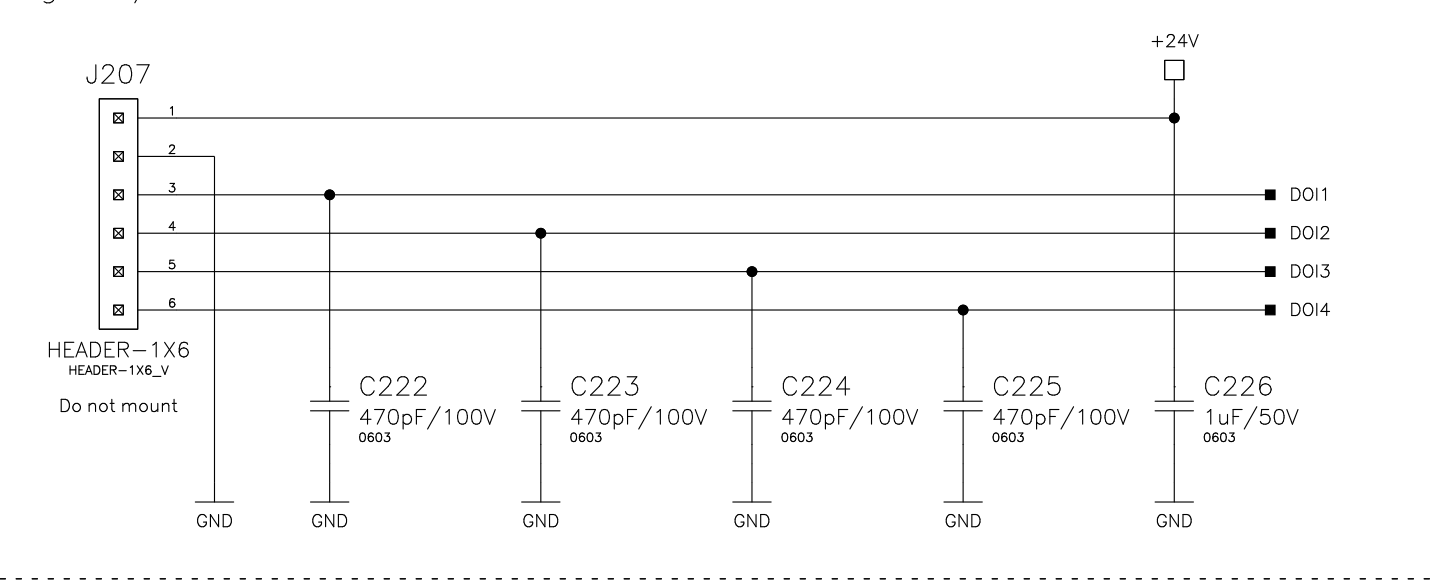 +24V
J207
1
2
3
DOI1
4
DOI2
5
DOI3
6
DOI4
HEADER-1X6
HEADER-1X6_V
Do not mount
C222
470pF/100V
0603
C223
470pF/100V
0603
C224
470pF/100V
0603
C225
470pF/100V
0603
C226
1uF/50V
0603
GND
GND
GND
GND
GND
GND